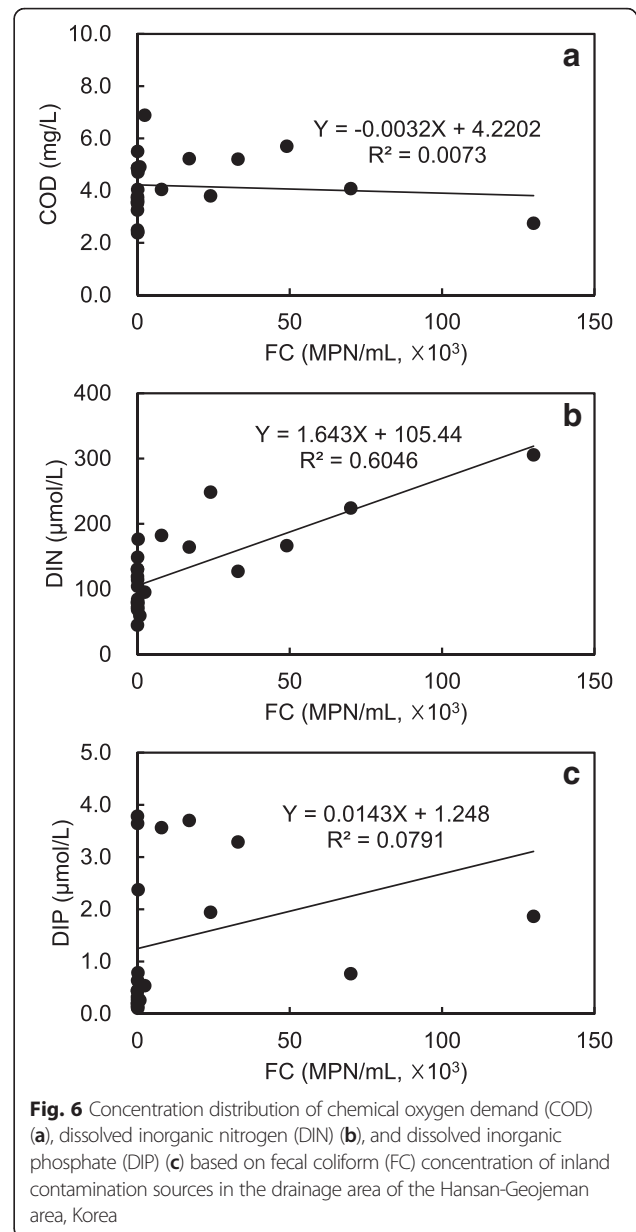 a
10.0
8.0
6.0
4.0
2.0
0.0
COD (mg/L)
Y = -0.0032X + 4.2202
R² = 0.0073
0 50 100 150
FC (MPN/mL, ×10³)
b
400
300
200
100
0
DIN (µmol/L)
Y = 1.643X + 105.44
R² = 0.6046
0 50 100 150
FC (MPN/mL, ×10³)
c
5.0
4.0
3.0
2.0
1.0
0.0
DIP (µmol/L)
Y = 0.0143X + 1.248
R² = 0.0791
0 50 100 150
FC (MPN/mL, ×10³)
Fig. 6 Concentration distribution of chemical oxygen demand (COD)
(a), dissolved inorganic nitrogen (DIN) (b), and dissolved inorganic
phosphate (DIP) (c) based on fecal coliform (FC) concentration of inland
contamination sources in the drainage area of the Hansan-Geojeman
area, Korea